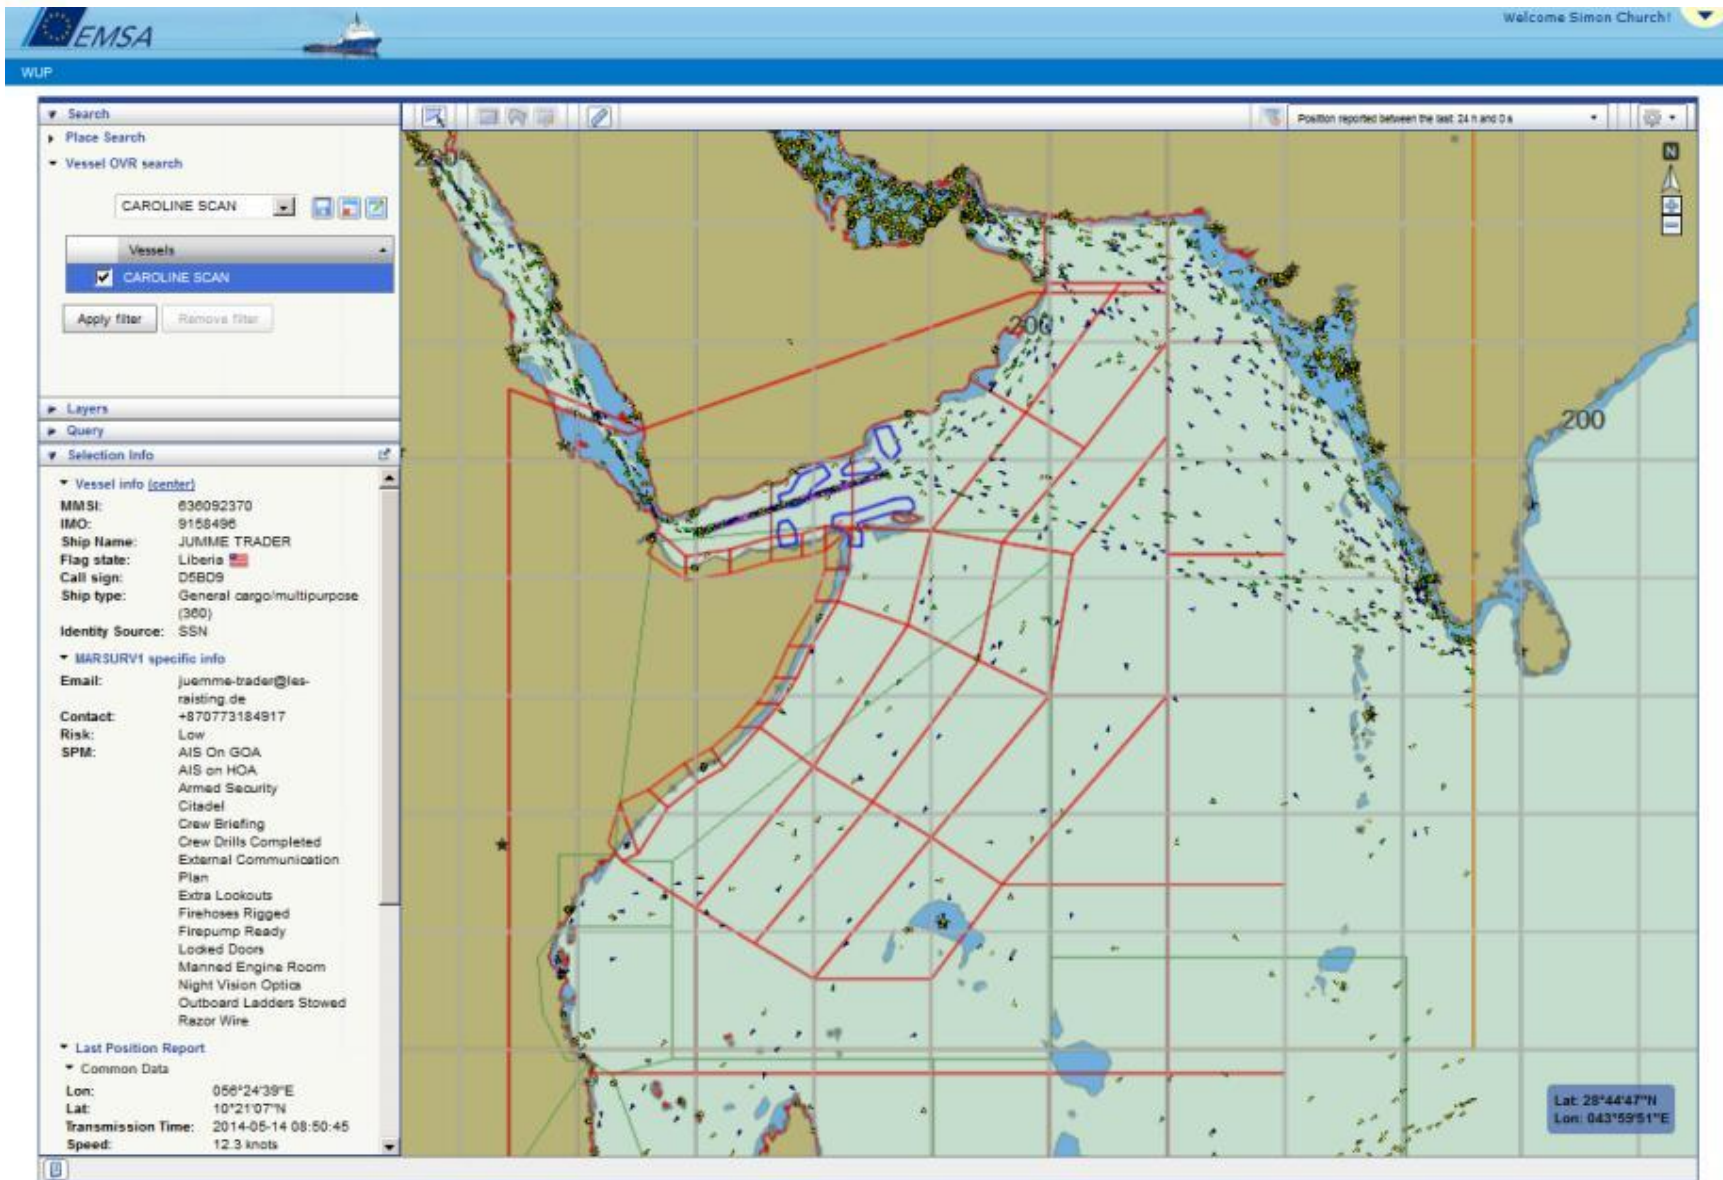 Welcome Simon Church!
EMSA
WUP
Search
Place Search
Vessel OVR search
CAROLINE SCAN
Vessels
CAROLINE SCAN
Apply filter
Remove filter
Layers
Query
Selection Info
Vessel info (center)
MMSI: 636092370
IMO: 9158496
Ship Name: JUMME TRADER
Flag state: Liberia
Call sign: D5BD9
Ship type: General cargo/multipurpose
(360)
Identity Source: SSN
MARSURV1 specific info
Email: juemme-trader@les-
raisting.de
Contact: +870773184917
Risk: Low
SPM: AIS On GOA
AIS on HOA
Armed Security
Citadel
Crew Briefing
Crew Drills Completed
External Communication
Plan
Extra Lookouts
Firehoses Rigged
Firepump Ready
Locked Doors
Manned Engine Room
Night Vision Optics
Outboard Ladders Stowed
Razor Wire
Last Position Report
Common Data
Lon: 056°24'39"E
Lat: 10°21'07"N
Transmission Time: 2014-05-14 08:50:45
Speed: 12.3 knots
Position reported between the last: 24 h and 0 s
N
200
200
200
Lat: 28°44'47"N
Lon: 043°59'51"E